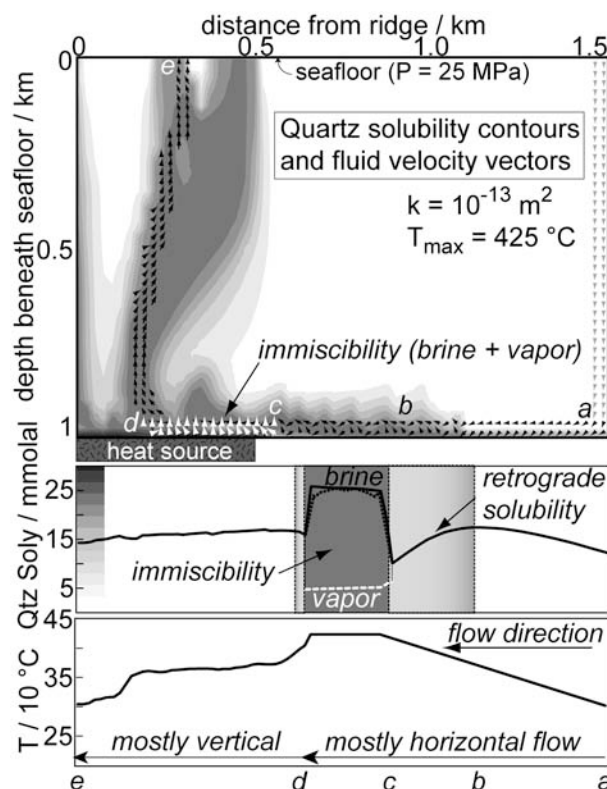 distance from ridge / km
0 0.5 1.0 1.5
0
e
seafloor (P = 25 MPa)
Quartz solubility contours
and fluid velocity vectors
k = 10⁻¹³ m²
T_max = 425 °C
depth beneath seafloor / km
0.5
immiscibility (brine + vapor)
d c b a
1
heat source
Qtz Soly / mmolal
25
15
5
brine
retrograde
solubility
immiscibility
vapor
T / 10 °C
45
35
25
flow direction
mostly vertical mostly horizontal flow
e d c b a